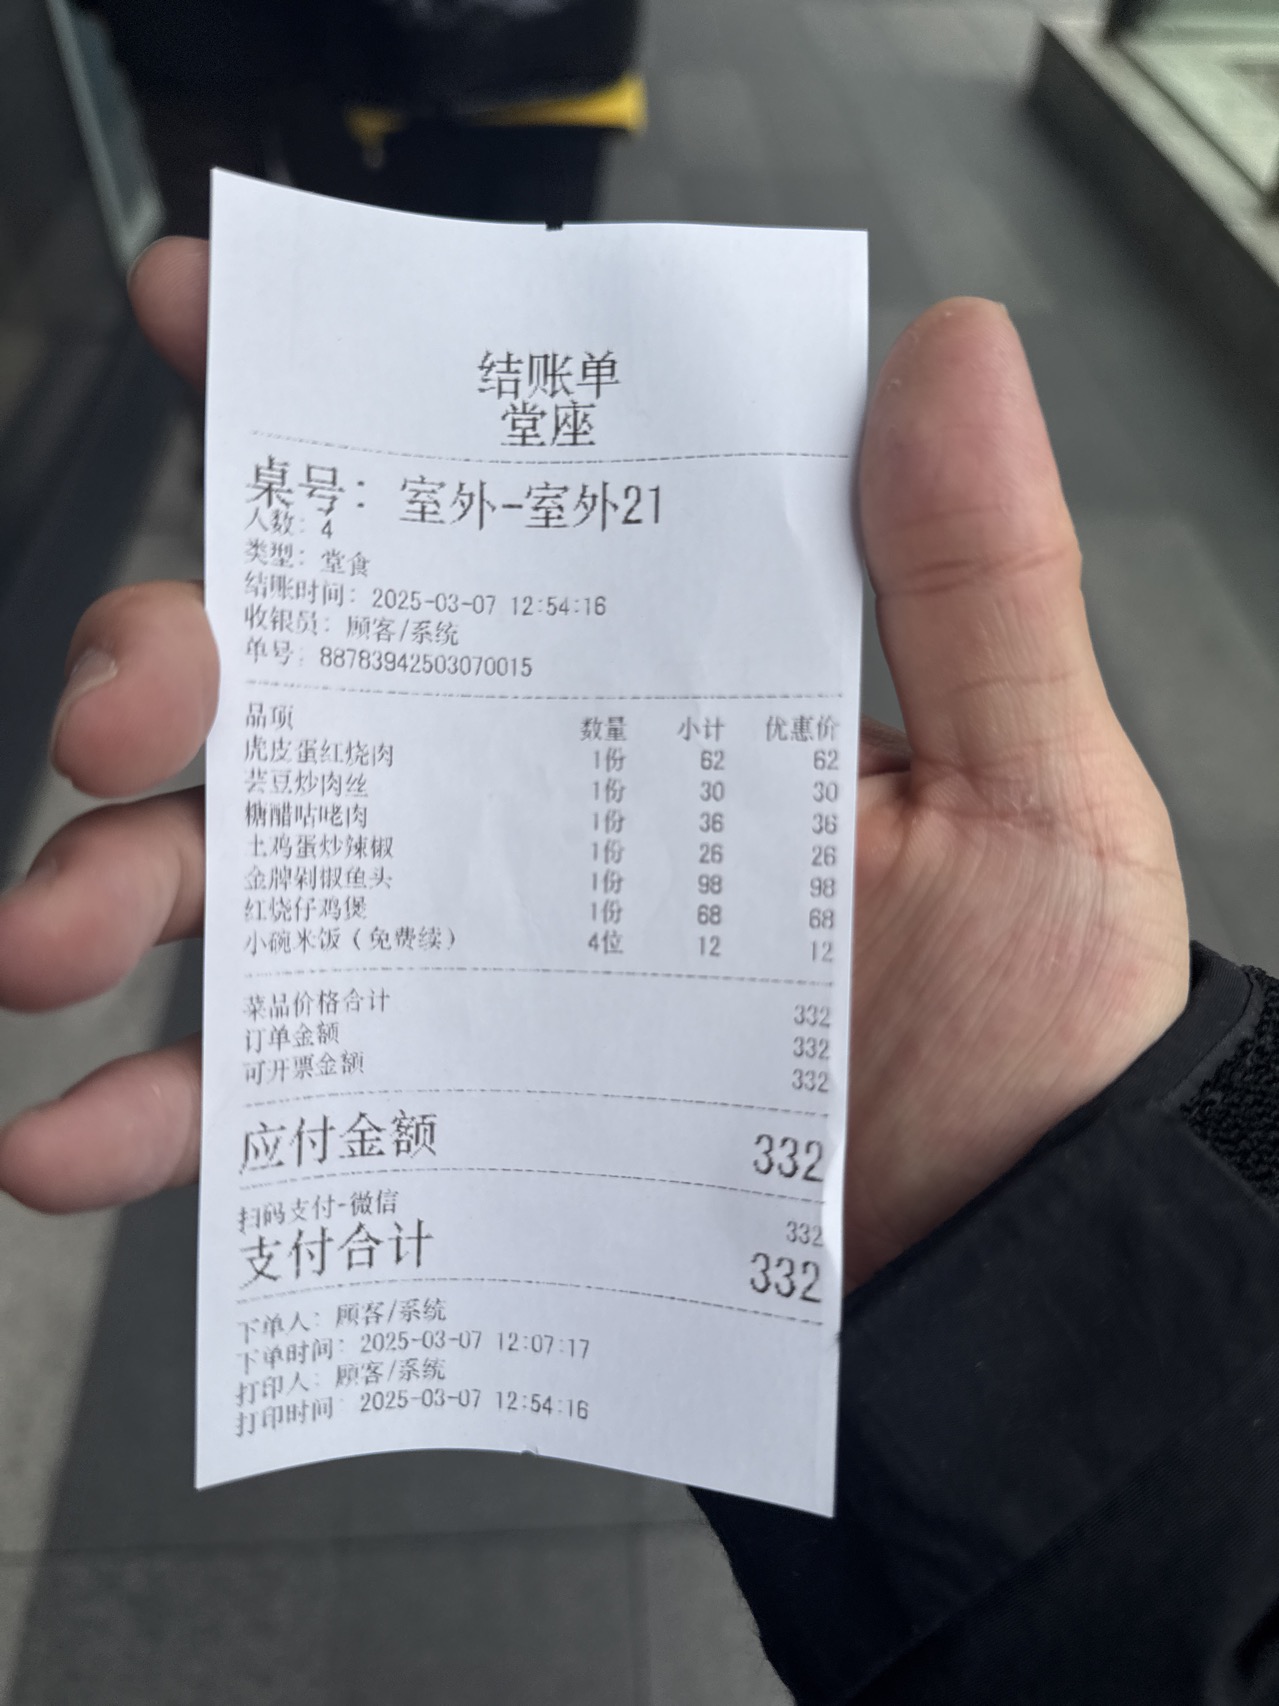 结账单
堂座
桌号: 室外-室外21
人数: 4
类型: 堂食
结账时间: 2025-03-07 12:54:16
收银员: 顾客/系统
单号: 88783942503070015
品项 数量 小计 优惠价
虎皮蛋红烧肉 1份 62 62
芸豆炒肉丝 1份 30 30
糖醋咕咾肉 1份 36 36
土鸡蛋炒辣椒 1份 26 26
金牌剁椒鱼头 1份 98 98
红烧仔鸡煲 1份 68 68
小碗米饭（免费续） 4位 12 12
菜品价格合计 332
订单金额 332
可开票金额 332
应付金额 332
扫码支付-微信 332
支付合计 332
下单人: 顾客/系统
下单时间: 2025-03-07 12:07:17
打印人: 顾客/系统
打印时间: 2025-03-07 12:54:16